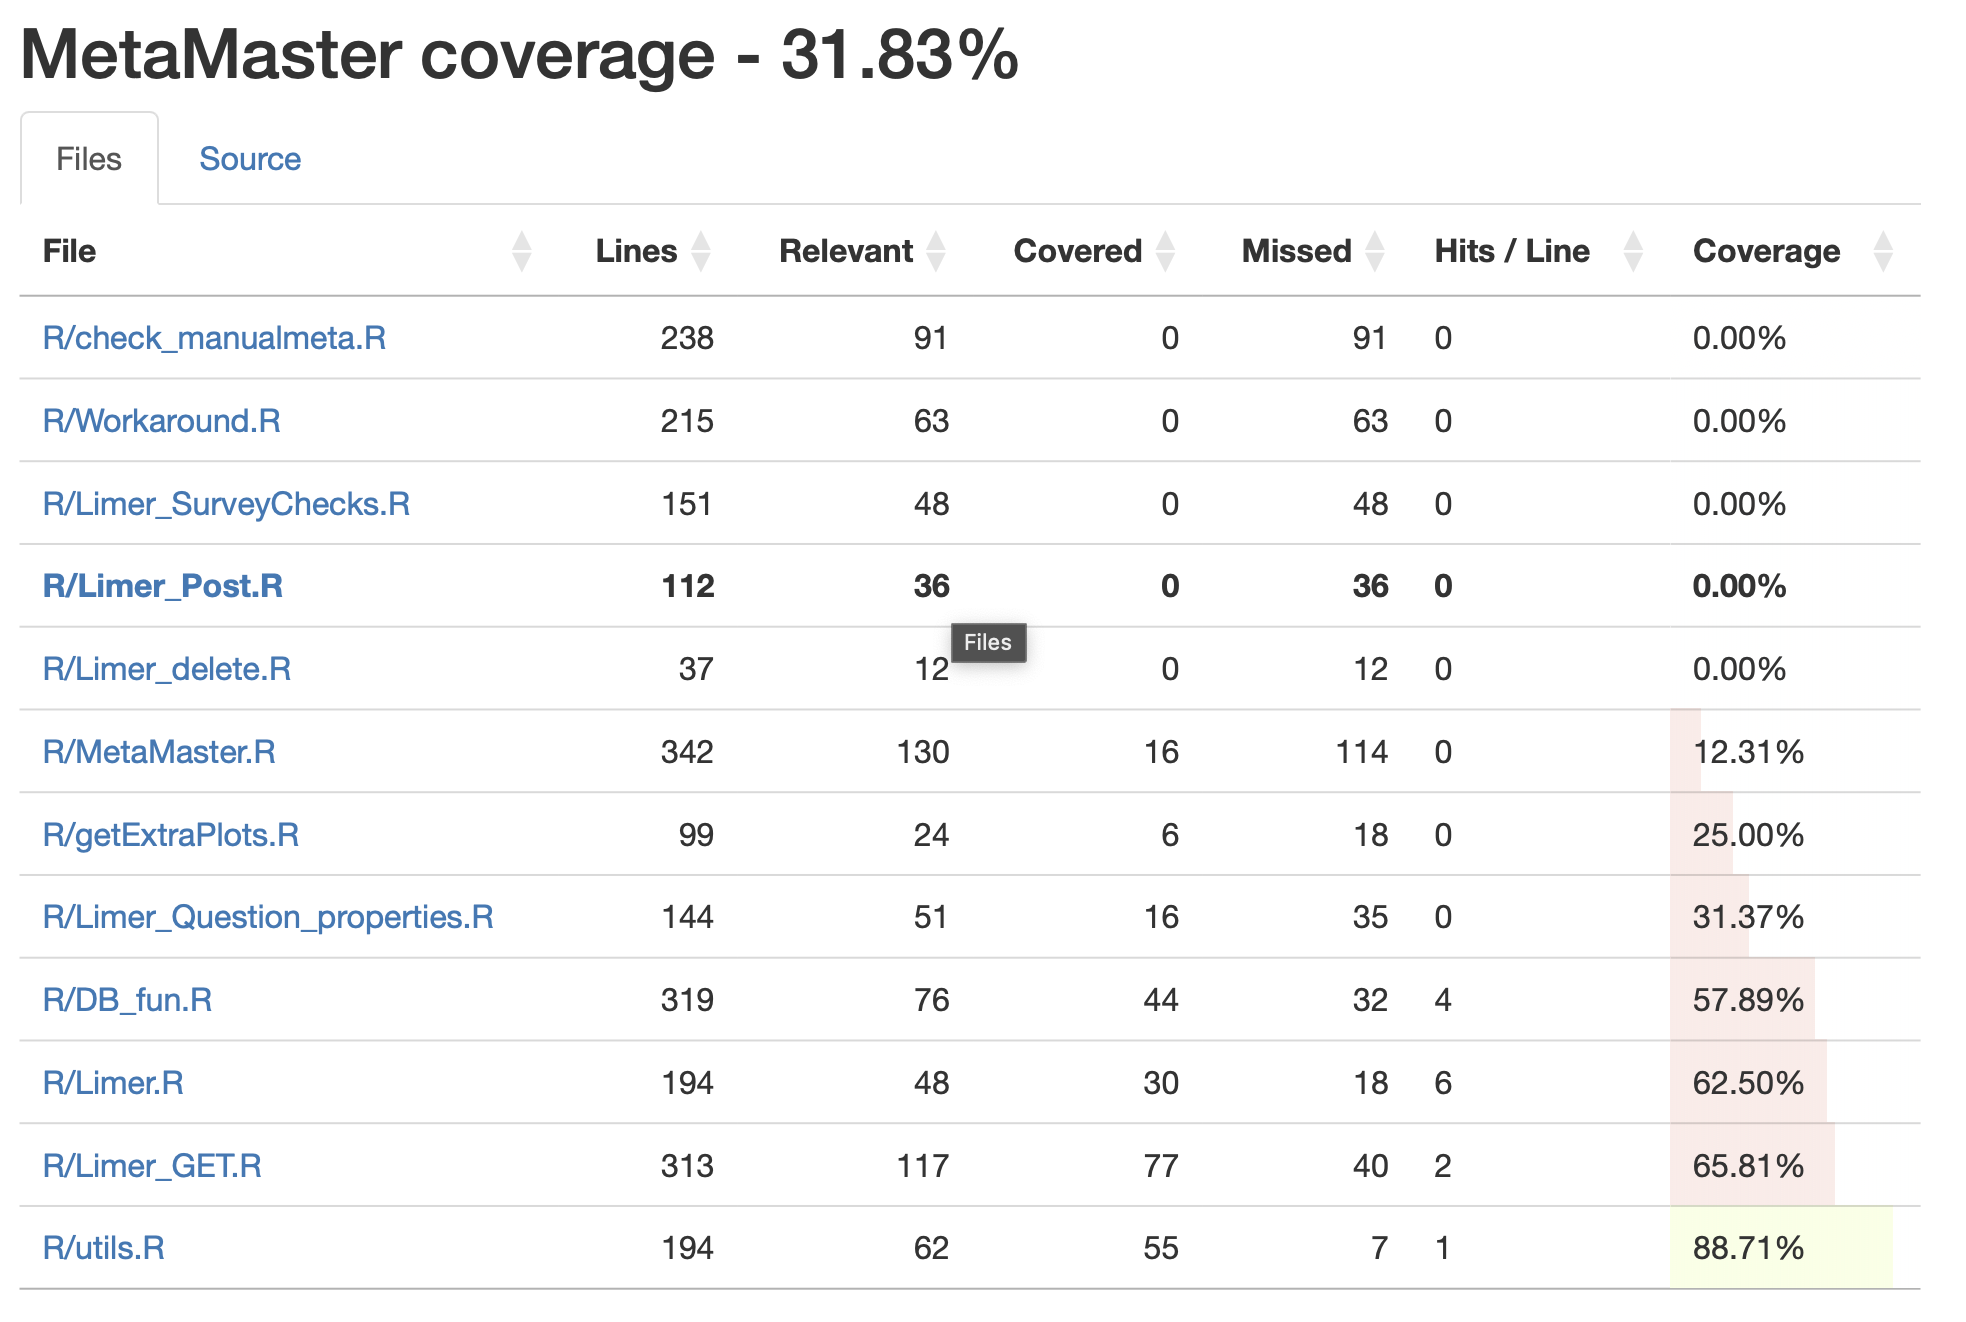 MetaMaster coverage - 31.83%
Files Source
File Lines Relevant Covered Missed Hits / Line Coverage
R/check_manualmeta.R 238 91 0 91 0 0.00%
R/Workaround.R 215 63 0 63 0 0.00%
R/Limer_SurveyChecks.R 151 48 0 48 0 0.00%
R/Limer_Post.R 112 36 0 36 0 0.00%
Files
R/Limer_delete.R 37 12 0 12 0 0.00%
R/MetaMaster.R 342 130 16 114 0 12.31%
R/getExtraPlots.R 99 24 6 18 0 25.00%
R/Limer_Question_properties.R 144 51 16 35 0 31.37%
R/DB_fun.R 319 76 44 32 4 57.89%
R/Limer.R 194 48 30 18 6 62.50%
R/Limer_GET.R 313 117 77 40 2 65.81%
R/utils.R 194 62 55 7 1 88.71%